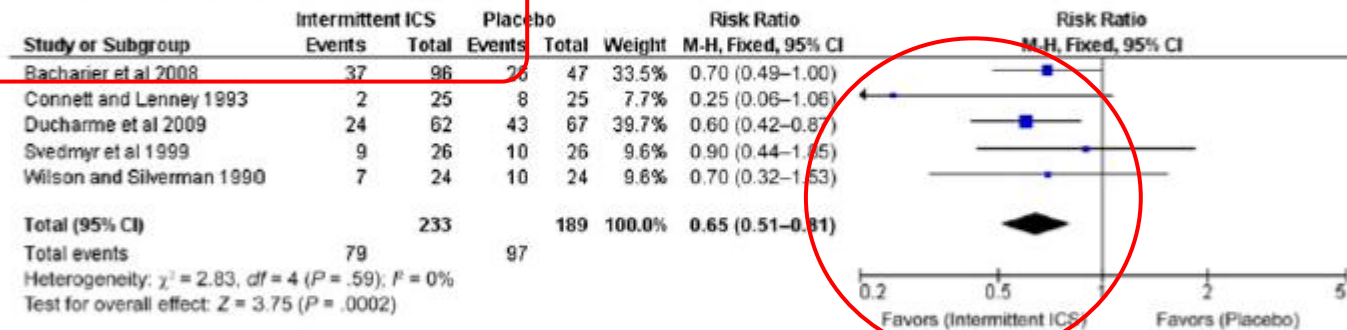 Intermittent ICS Placebo Risk Ratio Risk Ratio
Study or Subgroup Events Total Events Total Weight M-H, Fixed, 95% CI M-H, Fixed, 95% CI
Bacharier et al 2008 37 96 26 47 33.5% 0.70 (0.49–1.00)
Connett and Lenney 1993 2 25 8 25 7.7% 0.25 (0.06–1.06)
Ducharme et al 2009 24 62 43 67 39.7% 0.60 (0.42–0.87)
Svedmyr et al 1999 9 26 10 26 9.6% 0.90 (0.44–1.85)
Wilson and Silverman 1990 7 24 10 24 9.6% 0.70 (0.32–1.53)
Total (95% CI) 233 189 100.0% 0.65 (0.51–0.81)
Total events 79 97
Heterogeneity: χ² = 2.83, df = 4 (P = .59); I² = 0%
Test for overall effect: Z = 3.75 (P = .0002)
0.2 0.5 1 2 5
Favors (Intermittent ICS) Favors (Placebo)